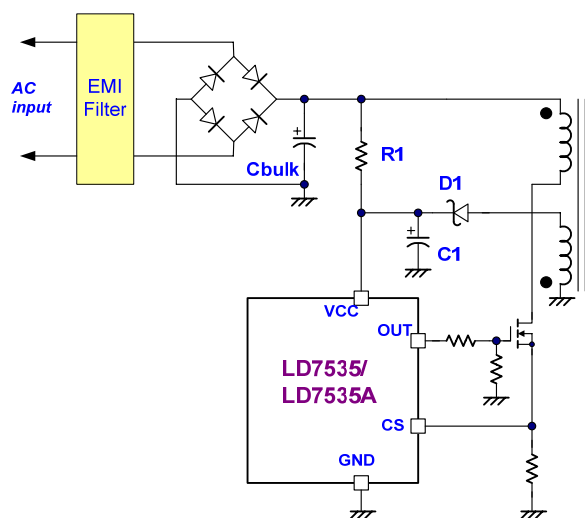 AC
input
EMI
Filter
+
Cbulk
R1
D1
+
C1
VCC
OUT
LD7535/
LD7535A
CS
GND